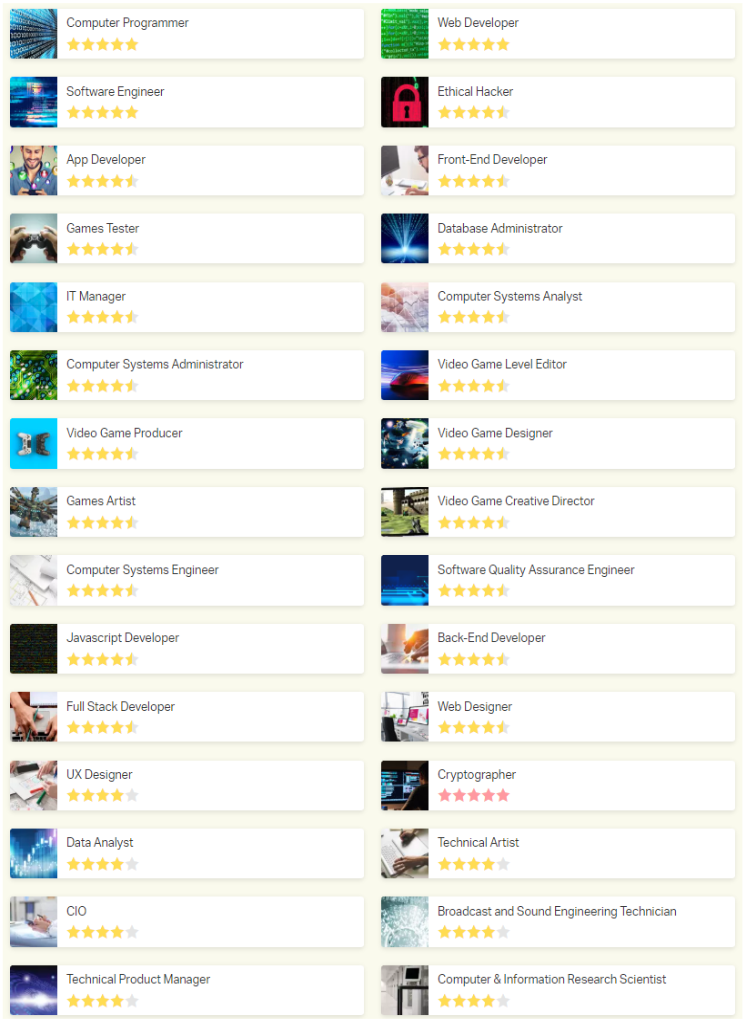 Computer Programmer
Web Developer
Software Engineer
Ethical Hacker
App Developer
Front-End Developer
Games Tester
Database Administrator
IT Manager
Computer Systems Analyst
Computer Systems Administrator
Video Game Level Editor
Video Game Producer
Video Game Designer
Games Artist
Video Game Creative Director
Computer Systems Engineer
Software Quality Assurance Engineer
Javascript Developer
Back-End Developer
Full Stack Developer
Web Designer
UX Designer
Cryptographer
Data Analyst
Technical Artist
CIO
Broadcast and Sound Engineering Technician
Technical Product Manager
Computer & Information Research Scientist